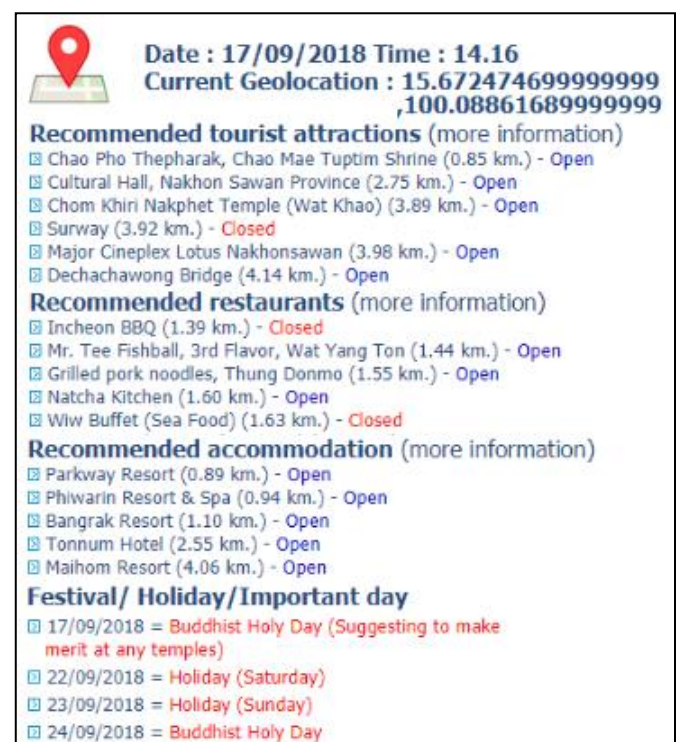 Date : 17/09/2018 Time : 14.16
Current Geolocation : 15.672474699999999
,100.08861689999999
Recommended tourist attractions (more information)
Chao Pho Thepharak, Chao Mae Tuptim Shrine (0.85 km.) - Open
Cultural Hall, Nakhon Sawan Province (2.75 km.) - Open
Chom Khiri Nakphet Temple (Wat Khao) (3.89 km.) - Open
Surway (3.92 km.) - Closed
Major Cineplex Lotus Nakhonsawan (3.98 km.) - Open
Dechachawong Bridge (4.14 km.) - Open
Recommended restaurants (more information)
Incheon BBQ (1.39 km.) - Closed
Mr. Tee Fishball, 3rd Flavor, Wat Yang Ton (1.44 km.) - Open
Grilled pork noodles, Thung Donmo (1.55 km.) - Open
Natcha Kitchen (1.60 km.) - Open
Wiw Buffet (Sea Food) (1.63 km.) - Closed
Recommended accommodation (more information)
Parkway Resort (0.89 km.) - Open
Phiwarin Resort & Spa (0.94 km.) - Open
Bangrak Resort (1.10 km.) - Open
Tonnum Hotel (2.55 km.) - Open
Maihom Resort (4.06 km.) - Open
Festival/ Holiday/Important day
17/09/2018 = Buddhist Holy Day (Suggesting to make
merit at any temples)
22/09/2018 = Holiday (Saturday)
23/09/2018 = Holiday (Sunday)
24/09/2018 = Buddhist Holy Day